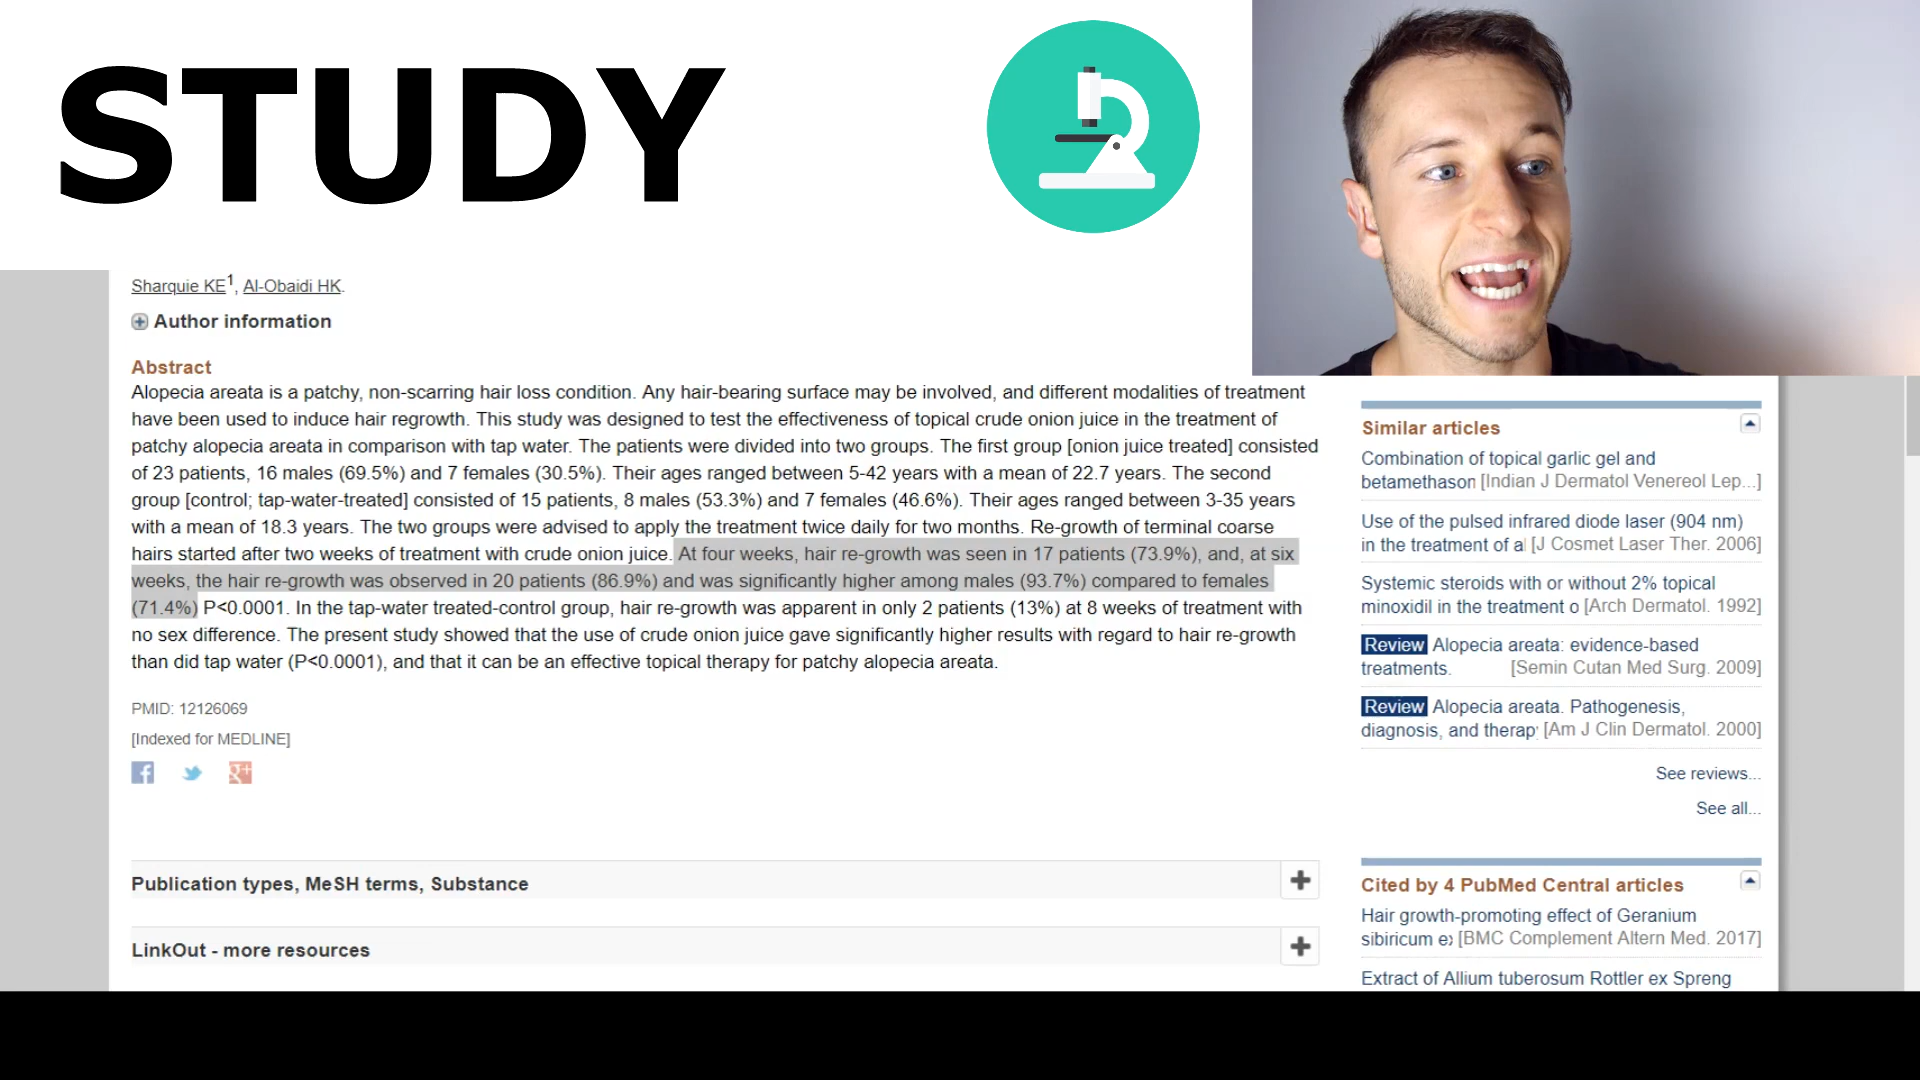 STUDY
Sharquie KE1, Al-Obaidi HK.
Author information
Abstract
Alopecia areata is a patchy, non-scarring hair loss condition. Any hair-bearing surface may be involved, and different modalities of treatment
have been used to induce hair regrowth. This study was designed to test the effectiveness of topical crude onion juice in the treatment of
patchy alopecia areata in comparison with tap water. The patients were divided into two groups. The first group [onion juice treated] consisted
of 23 patients, 16 males (69.5%) and 7 females (30.5%). Their ages ranged between 5-42 years with a mean of 22.7 years. The second
group [control; tap-water-treated] consisted of 15 patients, 8 males (53.3%) and 7 females (46.6%). Their ages ranged between 3-35 years
with a mean of 18.3 years. The two groups were advised to apply the treatment twice daily for two months. Re-growth of terminal coarse
hairs started after two weeks of treatment with crude onion juice. At four weeks, hair re-growth was seen in 17 patients (73.9%), and, at six
weeks, the hair re-growth was observed in 20 patients (86.9%) and was significantly higher among males (93.7%) compared to females
(71.4%) P<0.0001. In the tap-water treated-control group, hair re-growth was apparent in only 2 patients (13%) at 8 weeks of treatment with
no sex difference. The present study showed that the use of crude onion juice gave significantly higher results with regard to hair re-growth
than did tap water (P<0.0001), and that it can be an effective topical therapy for patchy alopecia areata.
PMID: 12126069
[Indexed for MEDLINE]
f g+
Publication types, MeSH terms, Substance
LinkOut - more resources
Similar articles
Combination of topical garlic gel and
betamethason [Indian J Dermatol Venereol Lep...]
Use of the pulsed infrared diode laser (904 nm)
in the treatment of a [J Cosmet Laser Ther. 2006]
Systemic steroids with or without 2% topical
minoxidil in the treatment o [Arch Dermatol. 1992]
Review Alopecia areata: evidence-based
treatments. [Semin Cutan Med Surg. 2009]
Review Alopecia areata. Pathogenesis,
diagnosis, and therap [Am J Clin Dermatol. 2000]
See reviews...
See all...
Cited by 4 PubMed Central articles
Hair growth-promoting effect of Geranium
sibiricum e [BMC Complement Altern Med. 2017]
Extract of Allium tuberosum Rottler ex Spreng